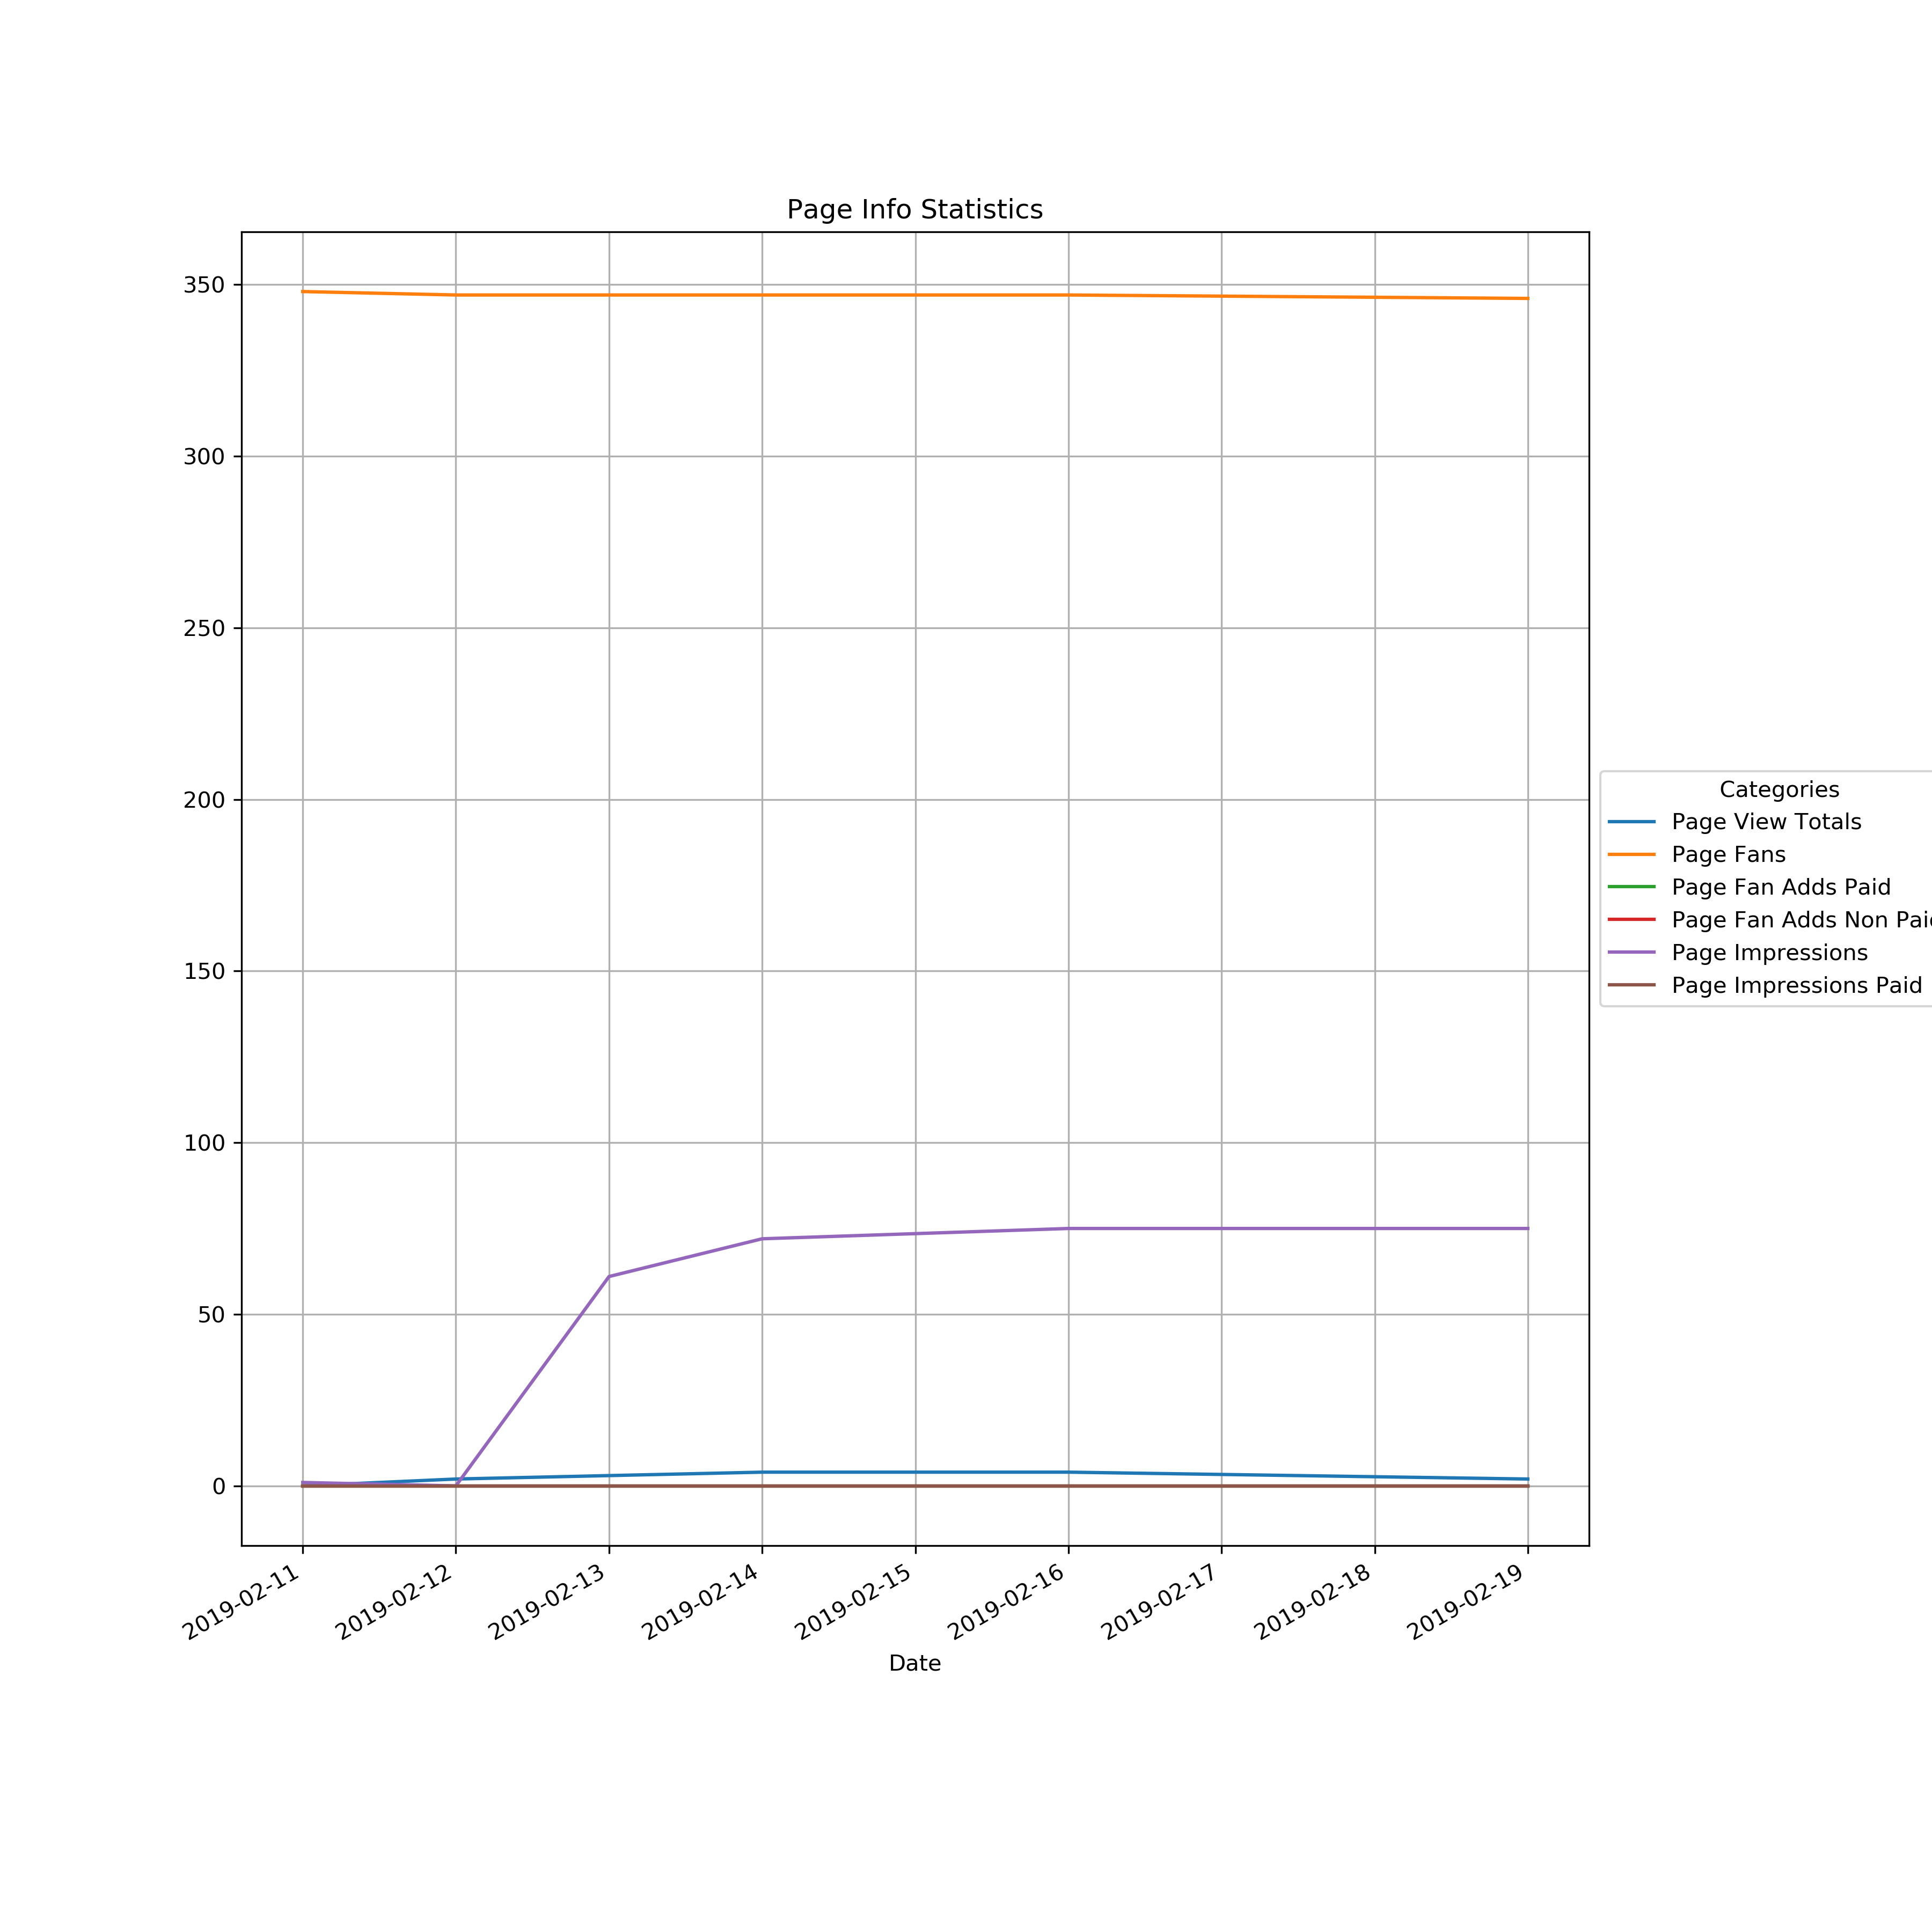 Page Info Statistics
350
300
250
200
150
100
50
0
2019-02-11
2019-02-12
2019-02-13
2019-02-14
2019-02-15
2019-02-16
2019-02-17
2019-02-18
2019-02-19
Date
Categories
Page View Totals
Page Fans
Page Fan Adds Paid
Page Fan Adds Non
Page Impressions
Page Impressions Paid